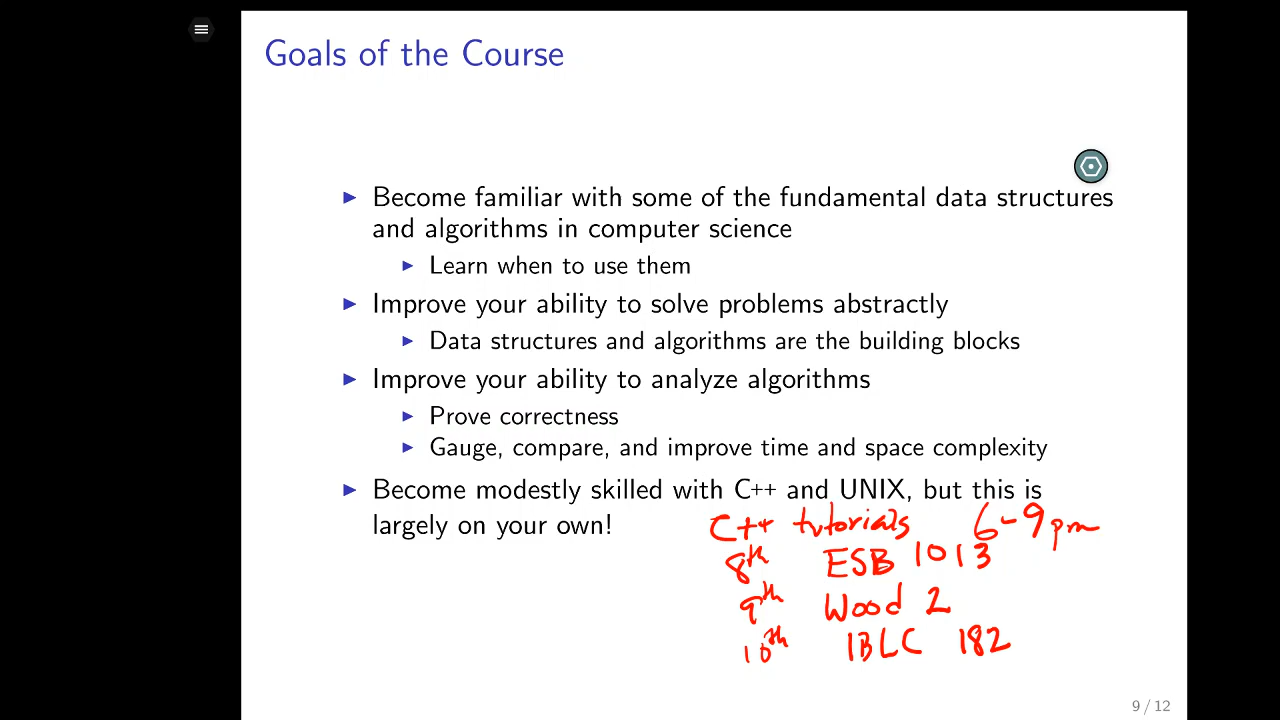 Goals of the Course
▶ Become familiar with some of the fundamental data structures
and algorithms in computer science
▶ Learn when to use them
▶ Improve your ability to solve problems abstractly
▶ Data structures and algorithms are the building blocks
▶ Improve your ability to analyze algorithms
▶ Prove correctness
▶ Gauge, compare, and improve time and space complexity
▶ Become modestly skilled with C++ and UNIX, but this is
largely on your own!
C++ tutorials 6-9pm
8th ESB 1013
9th Wood 2
10th IBLC 182
9 / 12